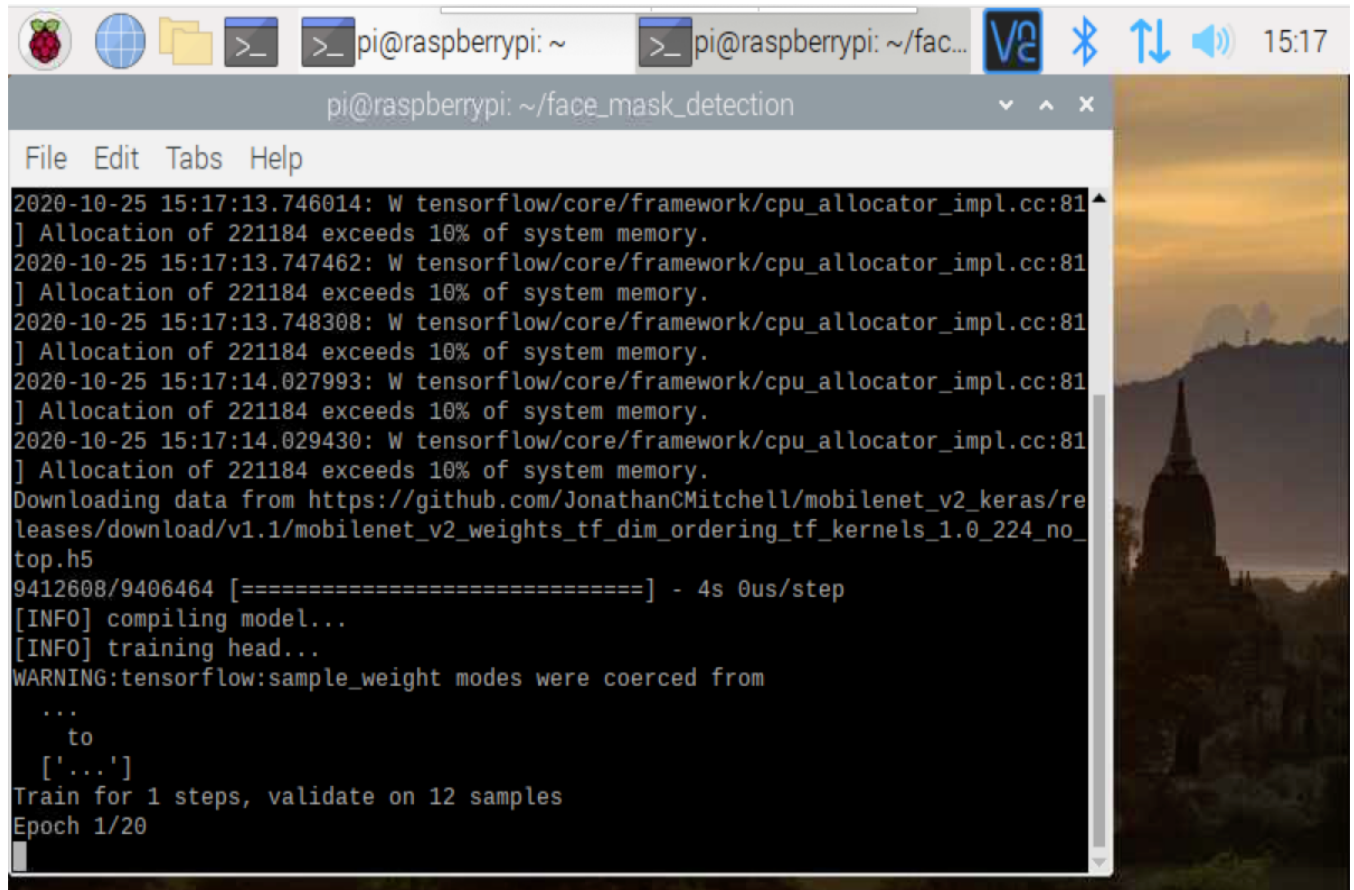 pi@raspberrypi: ~
pi@raspberrypi: ~/fac...
15:17
pi@raspberrypi: ~/face_mask_detection
File Edit Tabs Help
2020-10-25 15:17:13.746014: W tensorflow/core/framework/cpu_allocator_impl.cc:81
] Allocation of 221184 exceeds 10% of system memory.
2020-10-25 15:17:13.747462: W tensorflow/core/framework/cpu_allocator_impl.cc:81
] Allocation of 221184 exceeds 10% of system memory.
2020-10-25 15:17:13.748308: W tensorflow/core/framework/cpu_allocator_impl.cc:81
] Allocation of 221184 exceeds 10% of system memory.
2020-10-25 15:17:14.027993: W tensorflow/core/framework/cpu_allocator_impl.cc:81
] Allocation of 221184 exceeds 10% of system memory.
2020-10-25 15:17:14.029430: W tensorflow/core/framework/cpu_allocator_impl.cc:81
] Allocation of 221184 exceeds 10% of system memory.
Downloading data from https://github.com/JonathanCMitchell/mobilenet_v2_keras/re
leases/download/v1.1/mobilenet_v2_weights_tf_dim_ordering_tf_kernels_1.0_224_no_
top.h5
9412608/9406464 [==============================] - 4s 0us/step
[INFO] compiling model...
[INFO] training head...
WARNING:tensorflow:sample_weight modes were coerced from
  ...
    to
  ['...']
Train for 1 steps, validate on 12 samples
Epoch 1/20